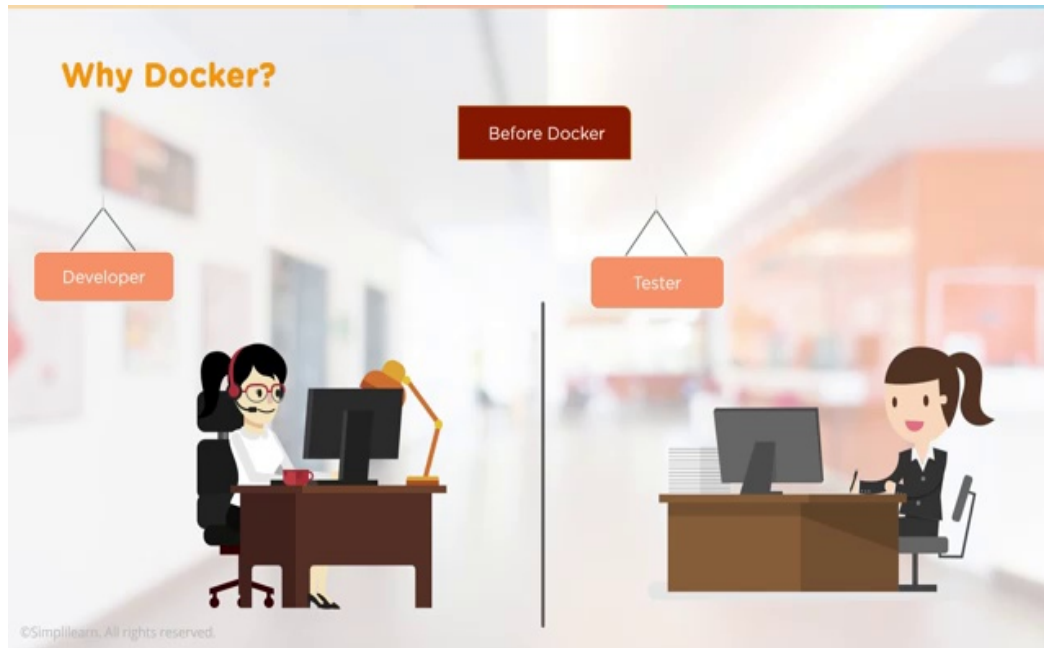 Why Docker?
Before Docker
Developer
Tester
©Simplilearn. All rights reserved.